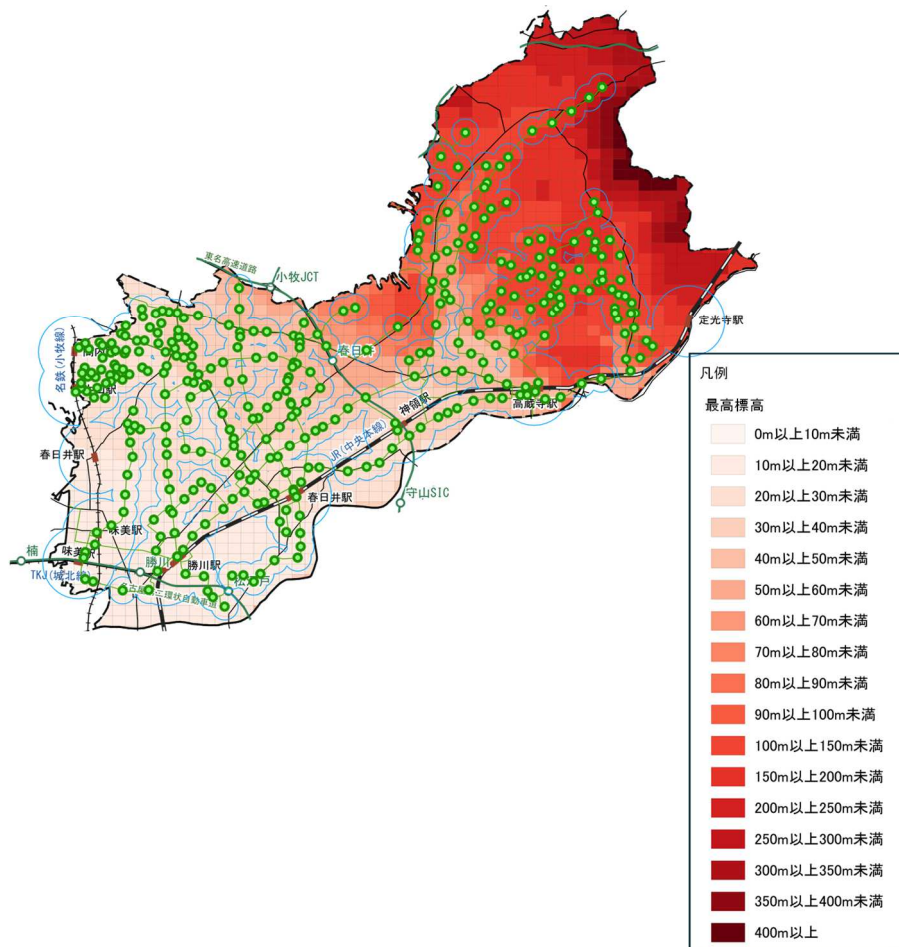 東名高速道路
小牧JCT
定光寺駅
名鉄(小牧線)
春日井
神領駅
高蔵寺駅
JR(中央本線)
春日井駅
守山SIC
春日井駅
味美駅
楠
味美駅
勝川
勝川駅
TKJ(城北線)
凡例
最高標高
0m以上10m未満
10m以上20m未満
20m以上30m未満
30m以上40m未満
40m以上50m未満
50m以上60m未満
60m以上70m未満
70m以上80m未満
80m以上90m未満
90m以上100m未満
100m以上150m未満
150m以上200m未満
200m以上250m未満
250m以上300m未満
300m以上350m未満
350m以上400m未満
400m以上